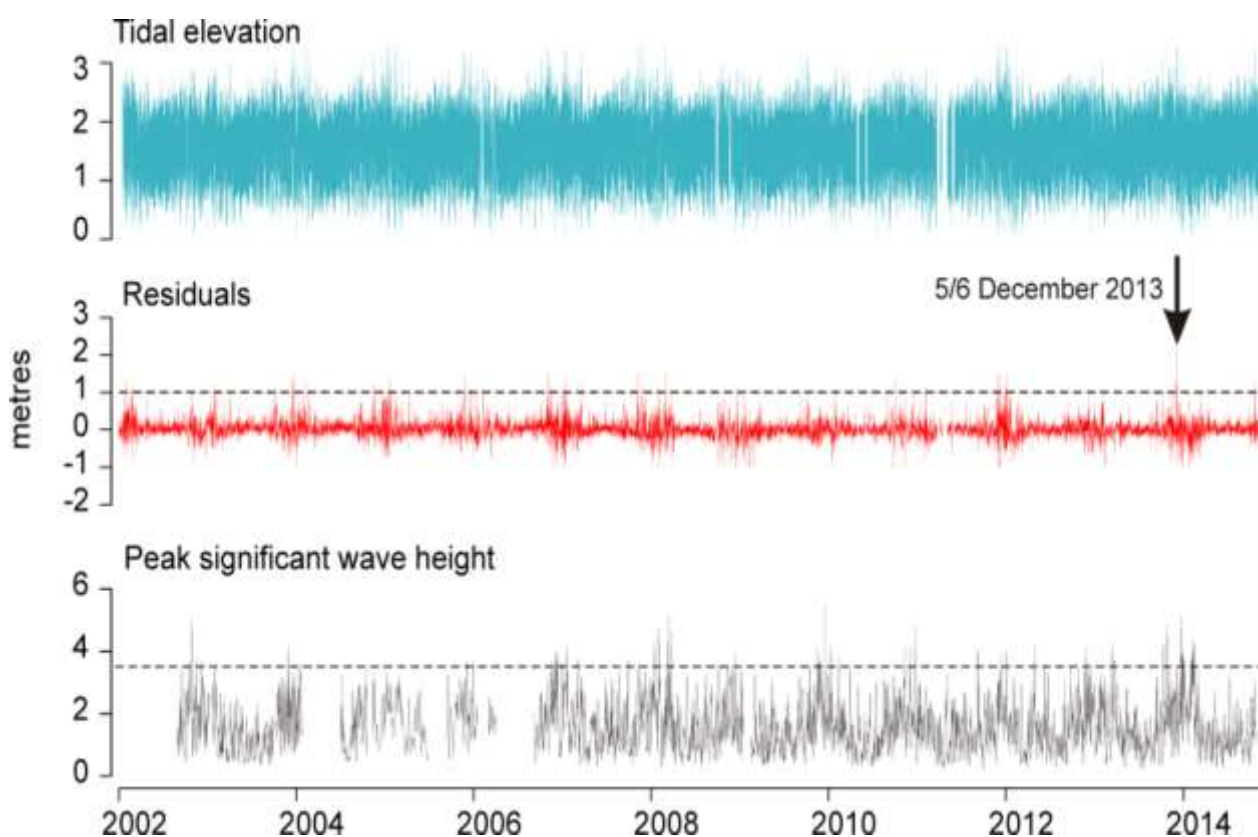 Tidal elevation
3
2
1
0
Residuals
5/6 December 2013
3
2
1
0
-1
-2
metres
Peak significant wave height
6
4
2
0
2002 2004 2006 2008 2010 2012 2014